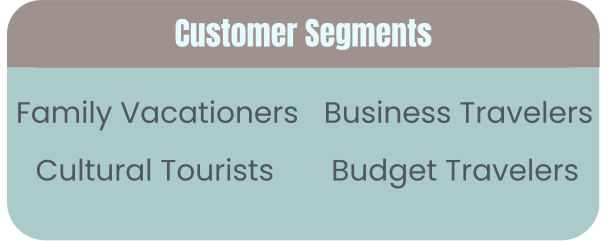 Customer Segments
Family Vacationers Business Travelers
Cultural Tourists Budget Travelers